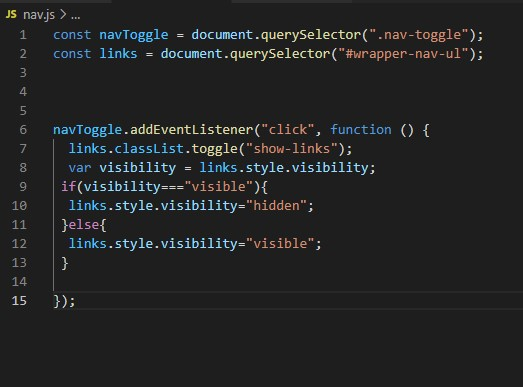 JS nav.js > ...
1 const navToggle = document.querySelector(".nav-toggle");
2 const links = document.querySelector("#wrapper-nav-ul");
3
4
5
6 navToggle.addEventListener("click", function () {
7   links.classList.toggle("show-links");
8   var visibility = links.style.visibility;
9  if(visibility==="visible"){
10   links.style.visibility="hidden";
11  }else{
12   links.style.visibility="visible";
13  }
14
15 });